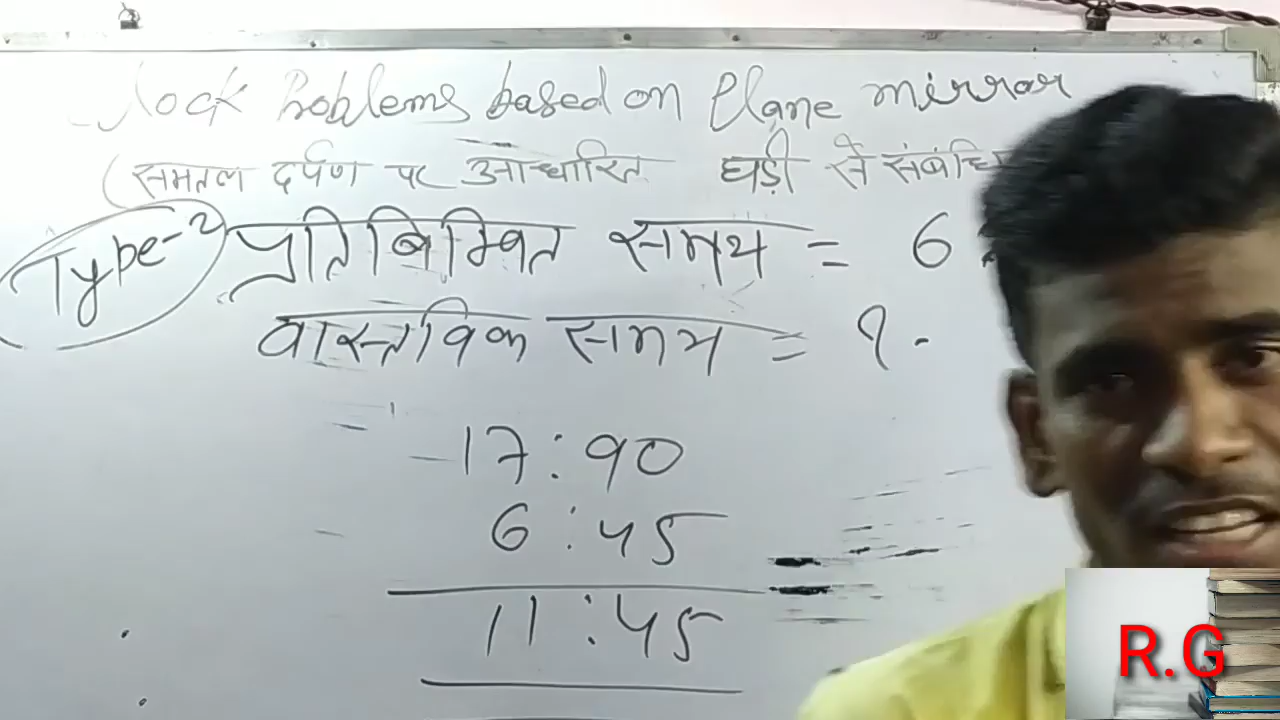 Clock Problems based on Plane mirror
(समतल दर्पण पर आधारित घड़ी से संबंधि
Type-2
प्रतिबिम्बित समय = 6
वास्तविक समय = ?.
17:90
6:45
11:45
R.G